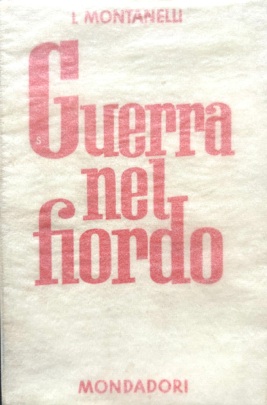 I. MONTANELLI
Guerra
nel
fiordo
MONDADORI